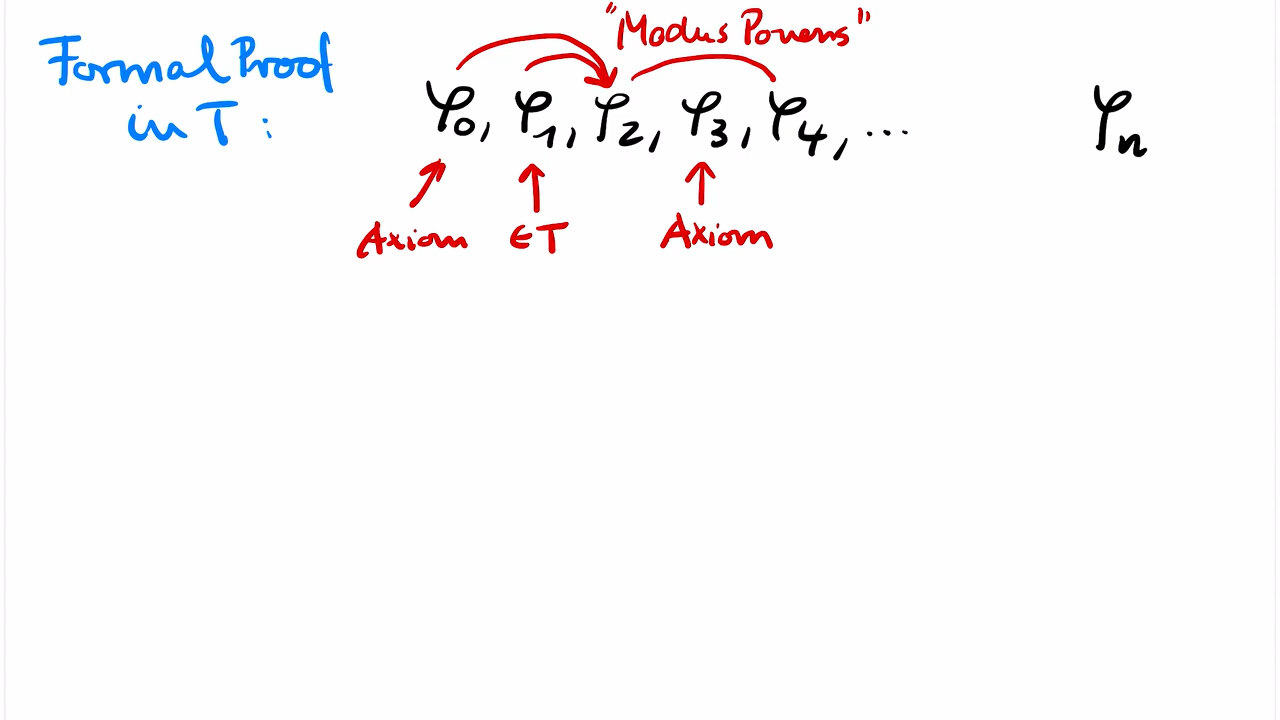 "Modus Ponens"
Formal Proof
in T:
φ₀, φ₁, φ₂, φ₃, φ₄, ... φₙ
Axiom ∈T Axiom